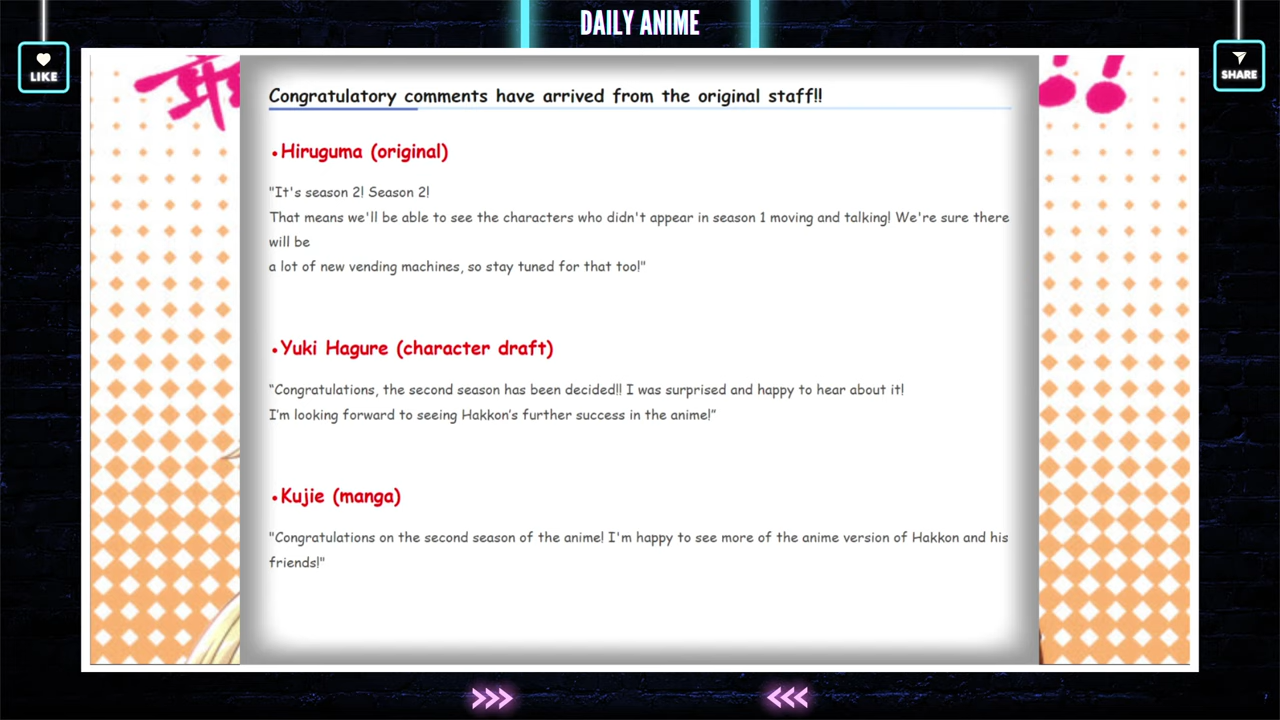 DAILY ANIME
LIKE
SHARE
Congratulatory comments have arrived from the original staff!!
•Hiruguma (original)
"It's season 2! Season 2!
That means we'll be able to see the characters who didn't appear in season 1 moving and talking! We're sure there
will be
a lot of new vending machines, so stay tuned for that too!"
•Yuki Hagure (character draft)
“Congratulations, the second season has been decided!! I was surprised and happy to hear about it!
I’m looking forward to seeing Hakkon’s further success in the anime!”
•Kujie (manga)
"Congratulations on the second season of the anime! I'm happy to see more of the anime version of Hakkon and his
friends!"